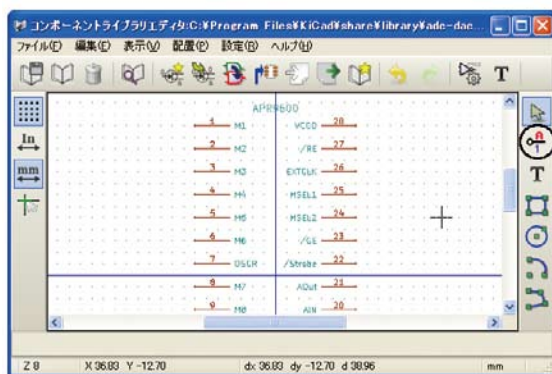 コンポーネントライブラリエディタ:C:¥Program Files¥KiCad¥share¥library¥adc-dac...
ファイル(F) 編集(E) 表示(V) 配置(P) 設定(R) ヘルプ(H)
T
In
mm
A
1
T
APR9600
1 M1 VCCD 28
2 M2 /RE 27
3 M3 EXTCLK 26
4 M4 MSEL1 25
5 M5 MSEL2 24
6 M6 /CE 23
7 OSCR /Strobe 22
8 M7 AOut 21
9 M8 AIN 20
Z 8 X 36.83 Y -12.70 dx 36.83 dy -12.70 d 38.96 mm